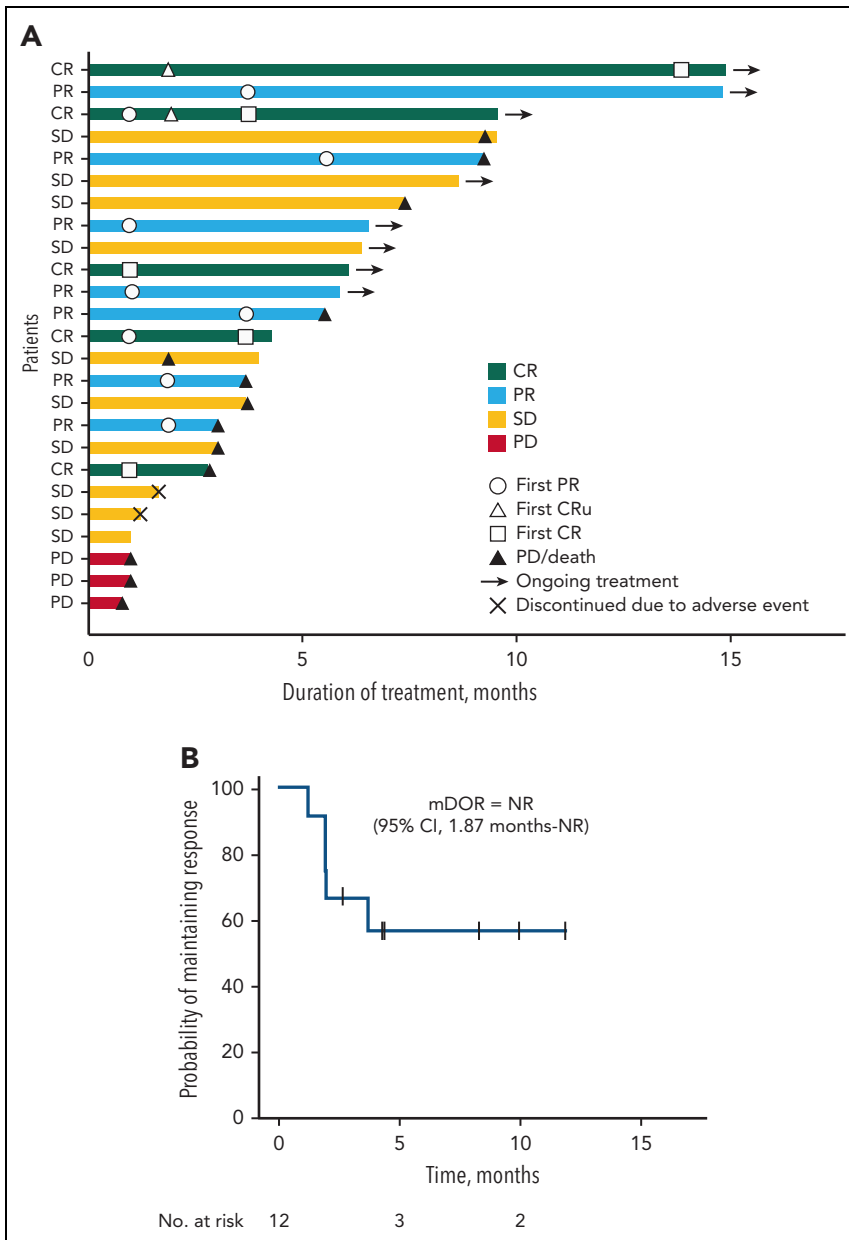 A
CR
PR
CR
SD
PR
SD
SD
PR
SD
CR
PR
PR
CR
SD
PR
SD
PR
SD
CR
SD
SD
SD
PD
PD
PD
Patients
CR
PR
SD
PD
First PR
First CRu
First CR
PD/death
Ongoing treatment
Discontinued due to adverse event
0 5 10 15
Duration of treatment, months
B
mDOR = NR
(95% CI, 1.87 months-NR)
100
80
60
40
20
0
Probability of maintaining response
0 5 10 15
Time, months
No. at risk 12 3 2